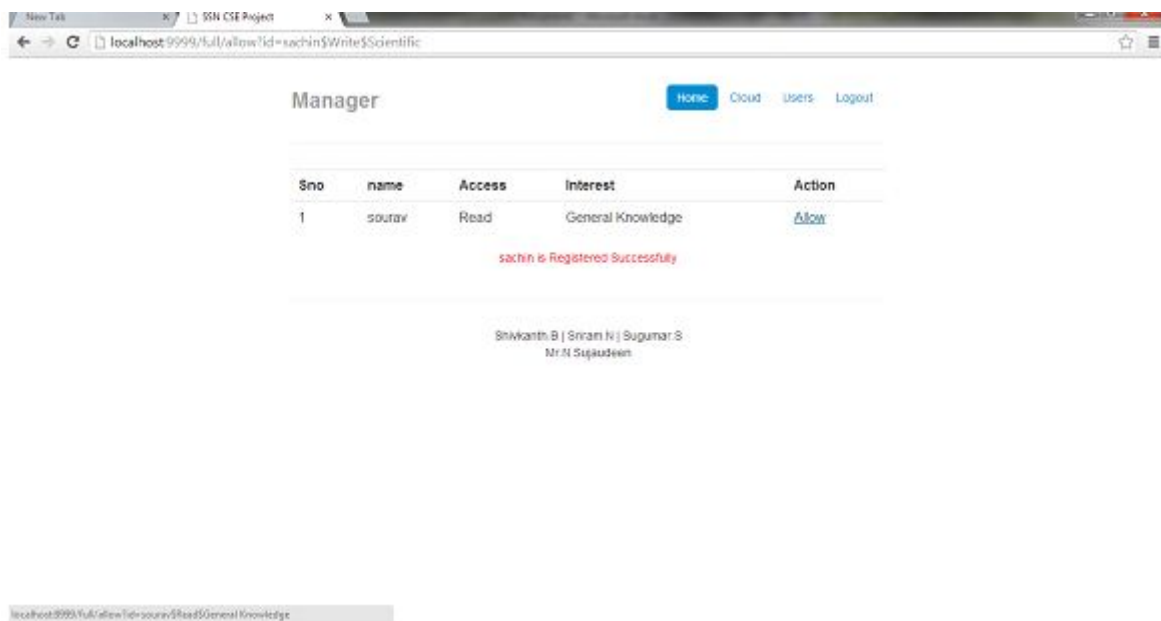 New Tab SSN CSE Project
localhost:9999/full/allow?id=sachin$Write$Scientific
Manager Home Cloud Users Logout
Sno name Access Interest Action
1 sourav Read General Knowledge Allow
sachin is Registered Successfully
Shivkanth.B | Sriram.N | Sugumar.S
Mr.N.Sujaudeen
localhost:9999/full/allow?id=sourav$Read$General Knowledge